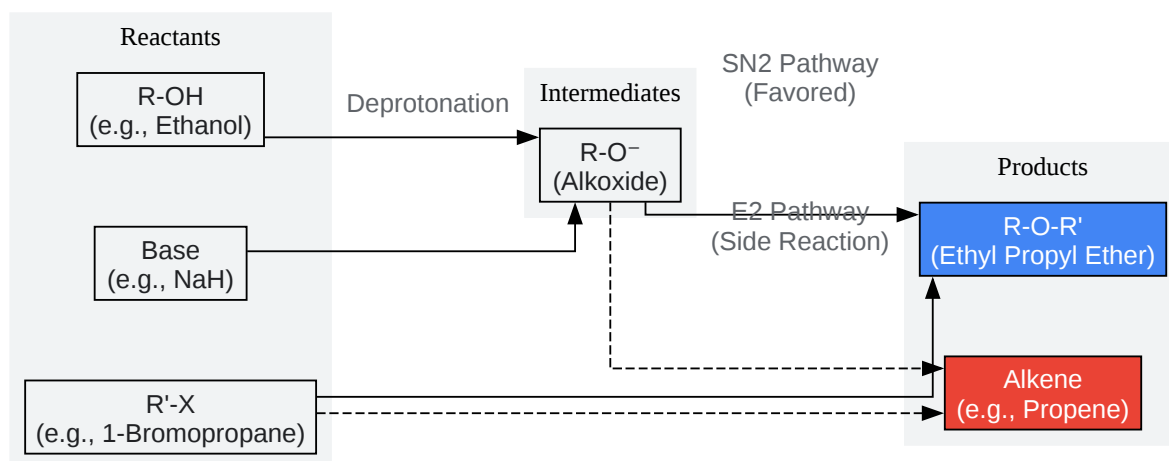 Reactants
R-OH
(e.g., Ethanol)
Deprotonation
Base
(e.g., NaH)
R'-X
(e.g., 1-Bromopropane)
Intermediates
R-O⁻
(Alkoxide)
SN2 Pathway
(Favored)
E2 Pathway
(Side Reaction)
Products
R-O-R'
(Ethyl Propyl Ether)
Alkene
(e.g., Propene)